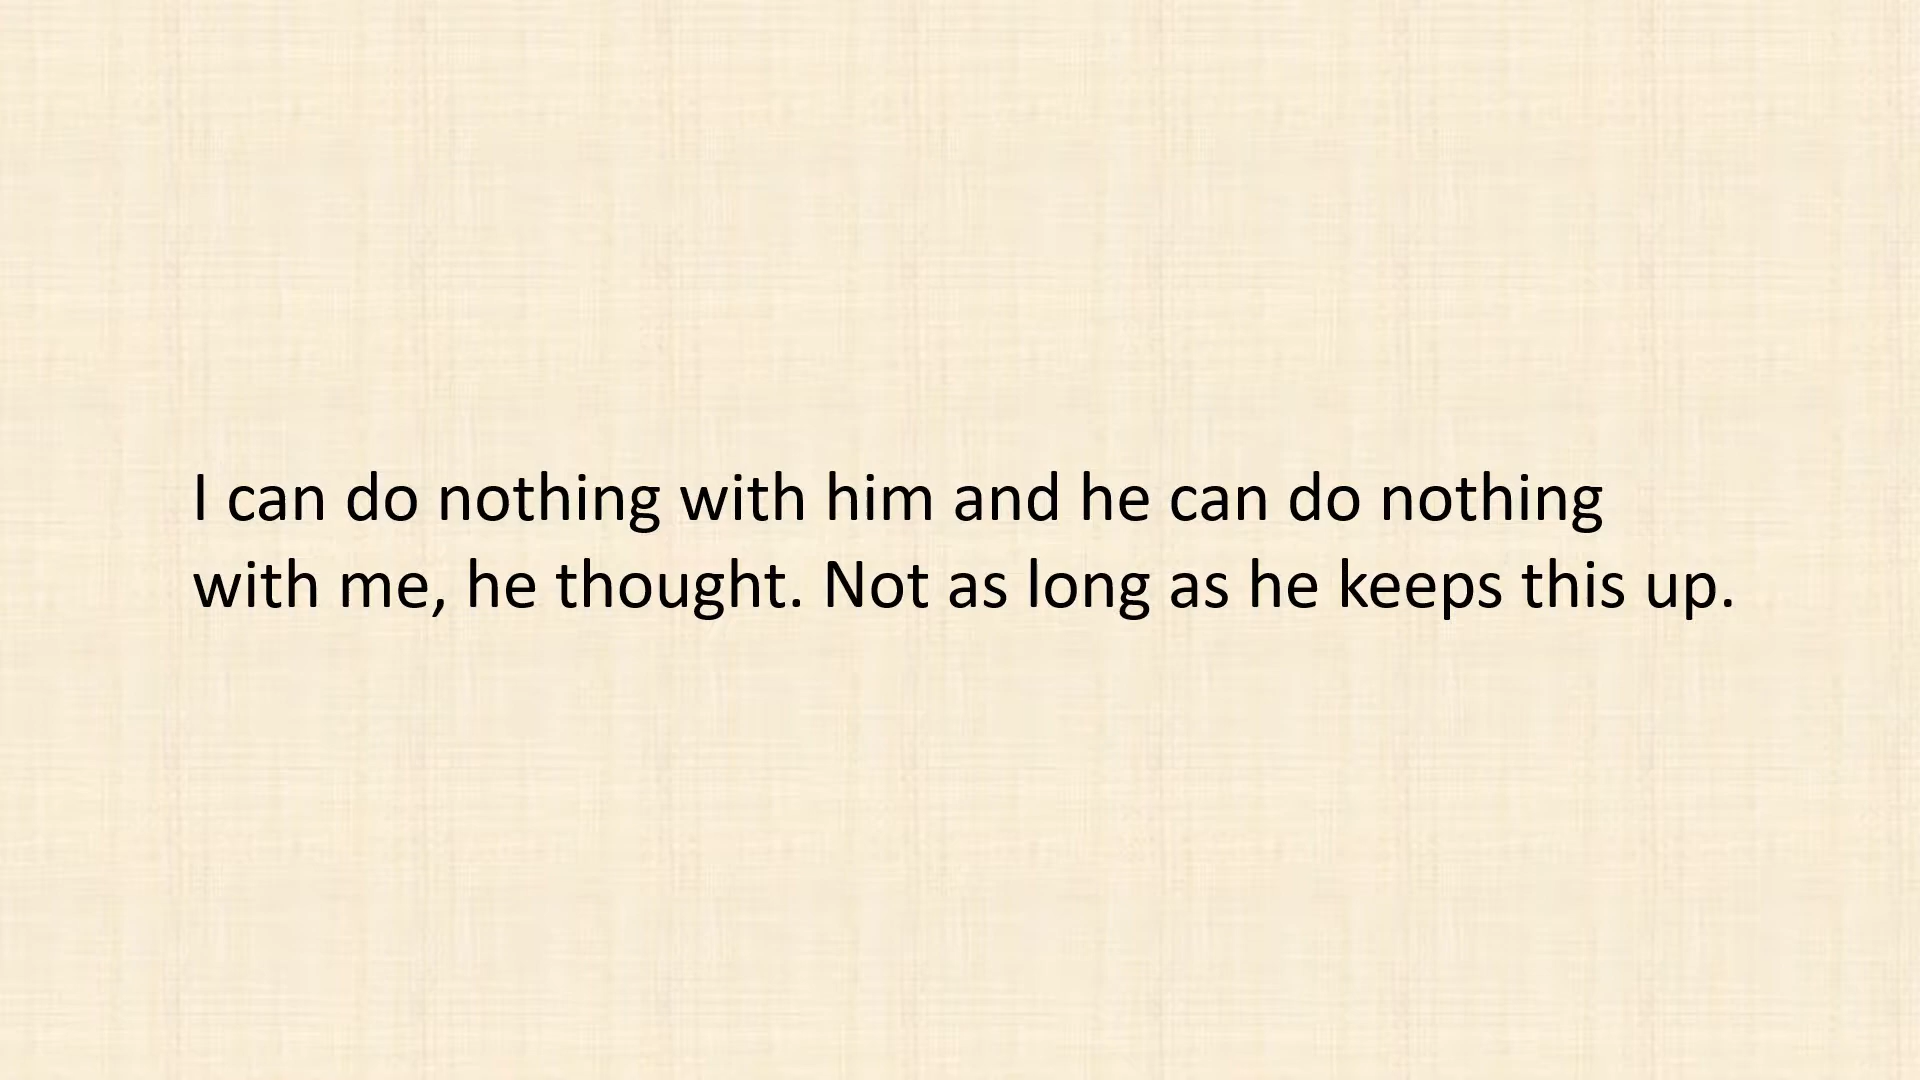 I can do nothing with him and he can do nothing
with me, he thought. Not as long as he keeps this up.